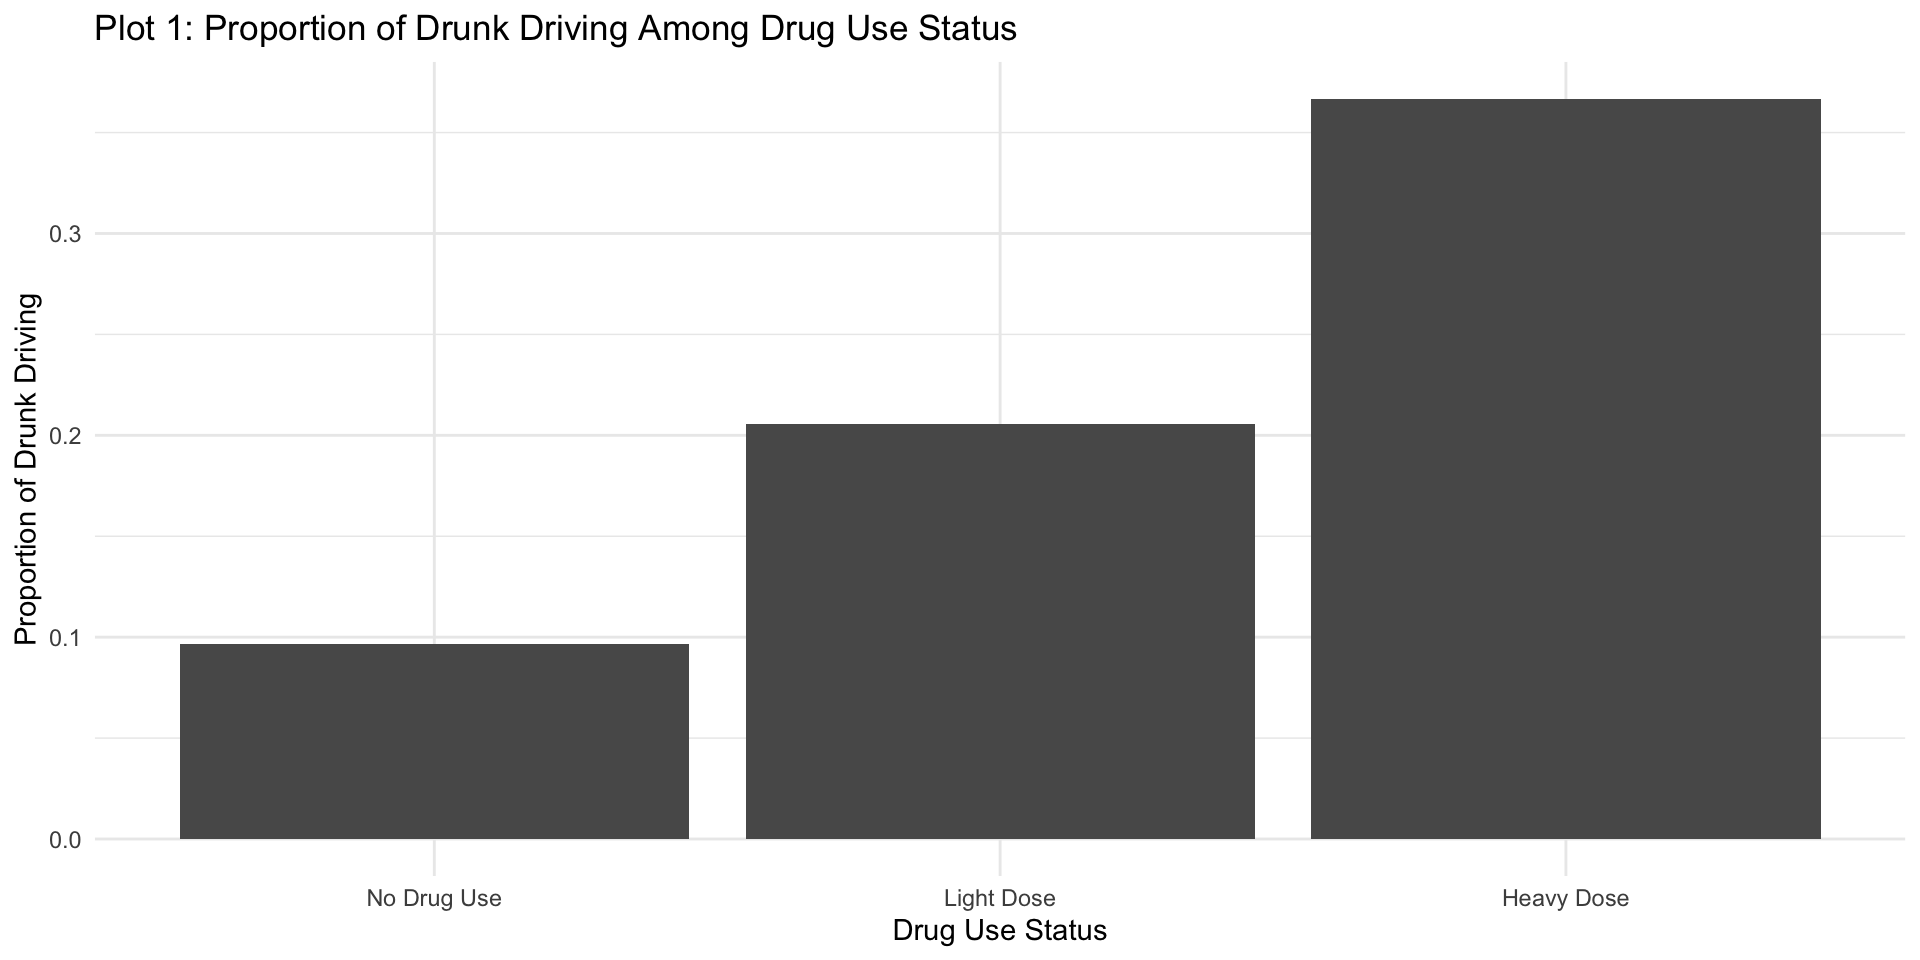 Plot 1: Proportion of Drunk Driving Among Drug Use Status
Proportion of Drunk Driving
0.3
0.2
0.1
0.0
No Drug Use
Light Dose
Heavy Dose
Drug Use Status